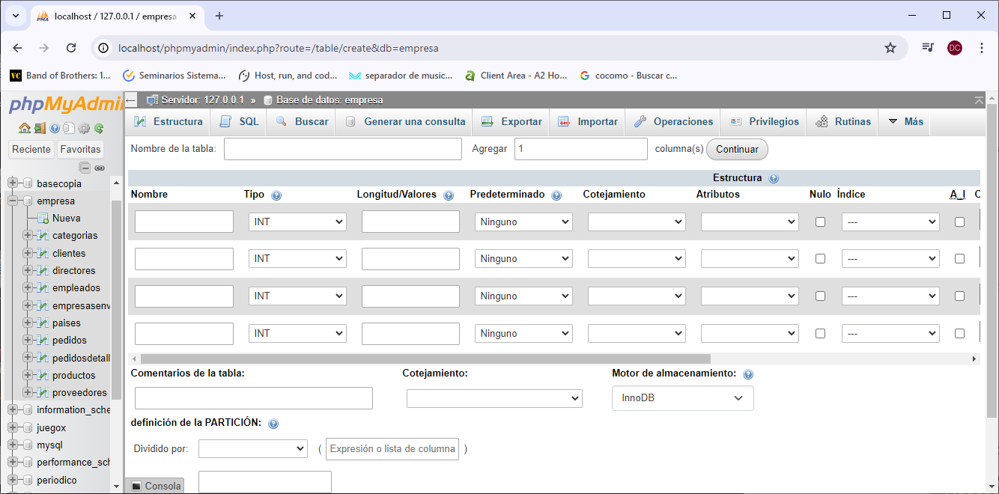 localhost / 127.0.0.1 / empresa
localhost/phpmyadmin/index.php?route=/table/create&db=empresa
DC
VC Band of Brothers: 1... Seminarios Sistema... Host, run, and cod... separador de music... Client Area - A2 Ho... cocomo - Buscar c...
phpMyAdmin
Reciente Favoritas
basecopia
empresa
Nueva
categorias
clientes
directores
empleados
empresasenv
paises
pedidos
pedidosdetall
productos
proveedores
information_sche
juegox
mysql
performance_sch
periodico
Servidor: 127.0.0.1 » Base de datos: empresa
Estructura SQL Buscar Generar una consulta Exportar Importar Operaciones Privilegios Rutinas Más
Nombre de la tabla: Agregar 1 columna(s) Continuar
Estructura
Nombre Tipo Longitud/Valores Predeterminado Cotejamiento Atributos Nulo Índice A_I C
INT Ninguno ---
INT Ninguno ---
INT Ninguno ---
INT Ninguno ---
Comentarios de la tabla: Cotejamiento: Motor de almacenamiento:
InnoDB
definición de la PARTICIÓN:
Dividido por: ( Expresión o lista de columna )
Consola